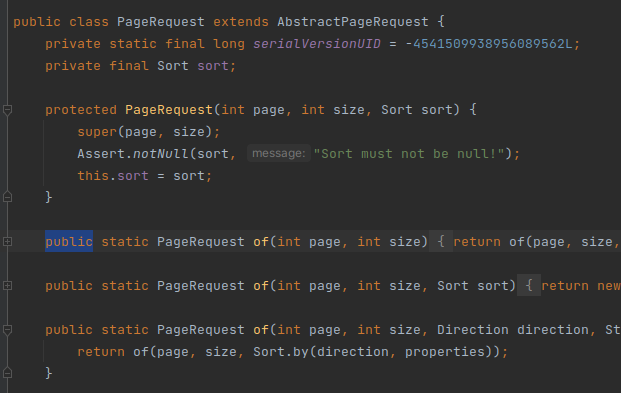 public class PageRequest extends AbstractPageRequest {
private static final long serialVersionUID = -4541509938956089562L;
private final Sort sort;
protected PageRequest(int page, int size, Sort sort) {
super(page, size);
Assert.notNull(sort, message: "Sort must not be null!");
this.sort = sort;
}
public static PageRequest of(int page, int size) { return of(page, size,
public static PageRequest of(int page, int size, Sort sort) { return new
public static PageRequest of(int page, int size, Direction direction, St
return of(page, size, Sort.by(direction, properties));
}